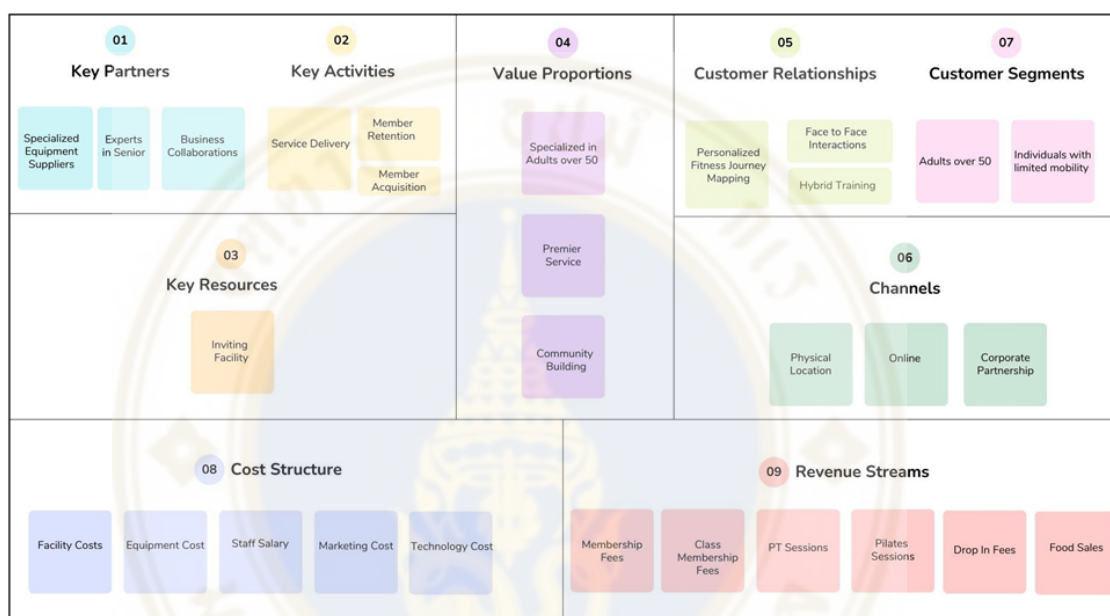 01
Key Partners
Specialized
Equipment
Suppliers
Experts
in Senior
Business
Collaborations
02
Key Activities
Service Delivery
Member
Retention
Member
Acquisition
03
Key Resources
Inviting
Facility
04
Value Proportions
Specialized in
Adults over 50
Premier
Service
Community
Building
05
Customer Relationships
Personalized
Fitness Journey
Mapping
Face to Face
Interactions
Hybrid Training
07
Customer Segments
Adults over 50
Individuals with
limited mobility
06
Channels
Physical
Location
Online
Corporate
Partnership
08
Cost Structure
Facility Costs
Equipment Cost
Staff Salary
Marketing Cost
Technology Cost
09
Revenue Streams
Membership
Fees
Class
Membership
Fees
PT Sessions
Pilates
Sessions
Drop In Fees
Food Sales